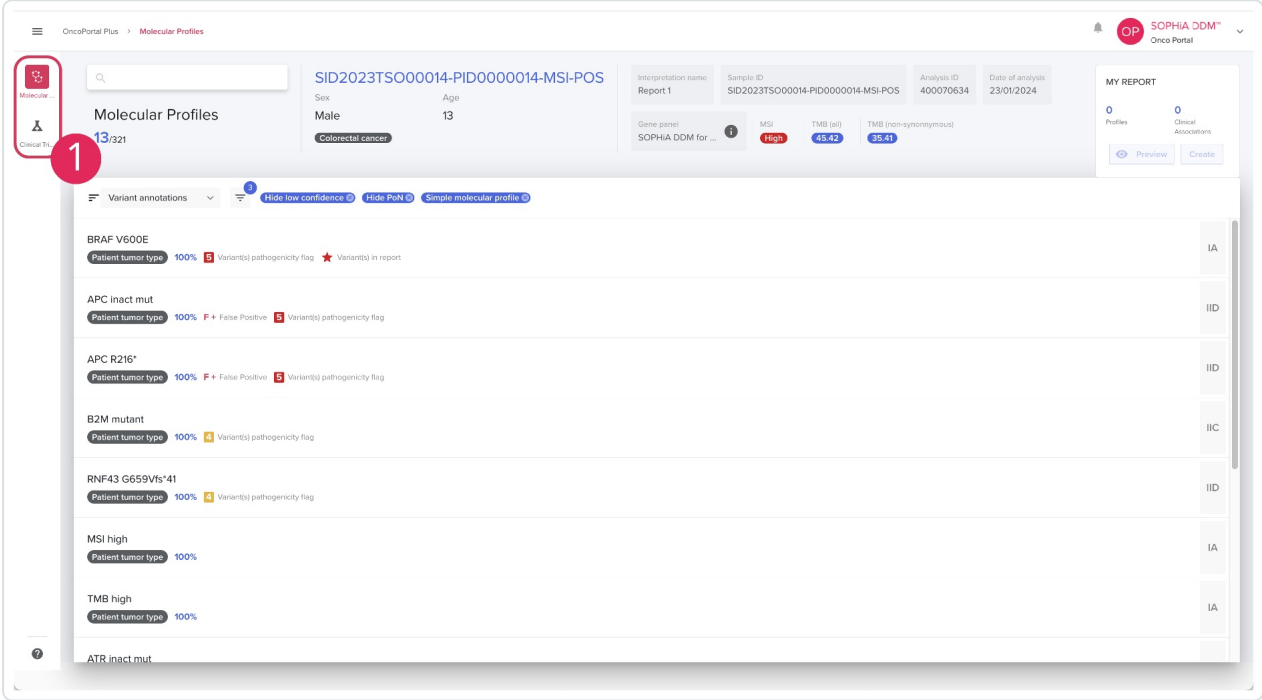 OncoPortal Plus > Molecular Profiles
OP
SOPHiA DDM™
Onco Portal
Molecular ...
Clinical Tri...
1
Molecular Profiles
13/321
SID2023TSO00014-PID0000014-MSI-POS
Sex
Age
Male
13
Colorectal cancer
Interpretation name
Report 1
Sample ID
SID2023TSO00014-PID0000014-MSI-POS
Analysis ID
400070634
Date of analysis
23/01/2024
Gene panel
SOPHiA DDM for ...
MSI
High
TMB (all)
45.42
TMB (non-synonnymous)
35.41
MY REPORT
0
Profiles
0
Clinical
Associations
Preview
Create
Variant annotations
3
Hide low confidence
Hide PoN
Simple molecular profile
BRAF V600E
Patient tumor type 100% 5 Variant(s) pathogenicity flag Variant(s) in report
IA
APC inact mut
Patient tumor type 100% F+ False Positive 5 Variant(s) pathogenicity flag
IID
APC R216*
Patient tumor type 100% F+ False Positive 5 Variant(s) pathogenicity flag
IID
B2M mutant
Patient tumor type 100% 4 Variant(s) pathogenicity flag
IIC
RNF43 G659Vfs*41
Patient tumor type 100% 4 Variant(s) pathogenicity flag
IID
MSI high
Patient tumor type 100%
IA
TMB high
Patient tumor type 100%
IA
ATR inact mut